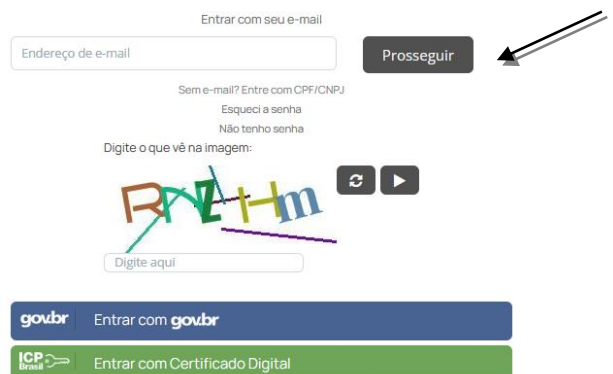 Entrar com seu e-mail
Endereço de e-mail
Prosseguir
Sem e-mail? Entre com CPF/CNPJ
Esqueci a senha
Não tenho senha
Digite o que vê na imagem:
Digite aqui
gov.br Entrar com gov.br
ICP Brasil Entrar com Certificado Digital